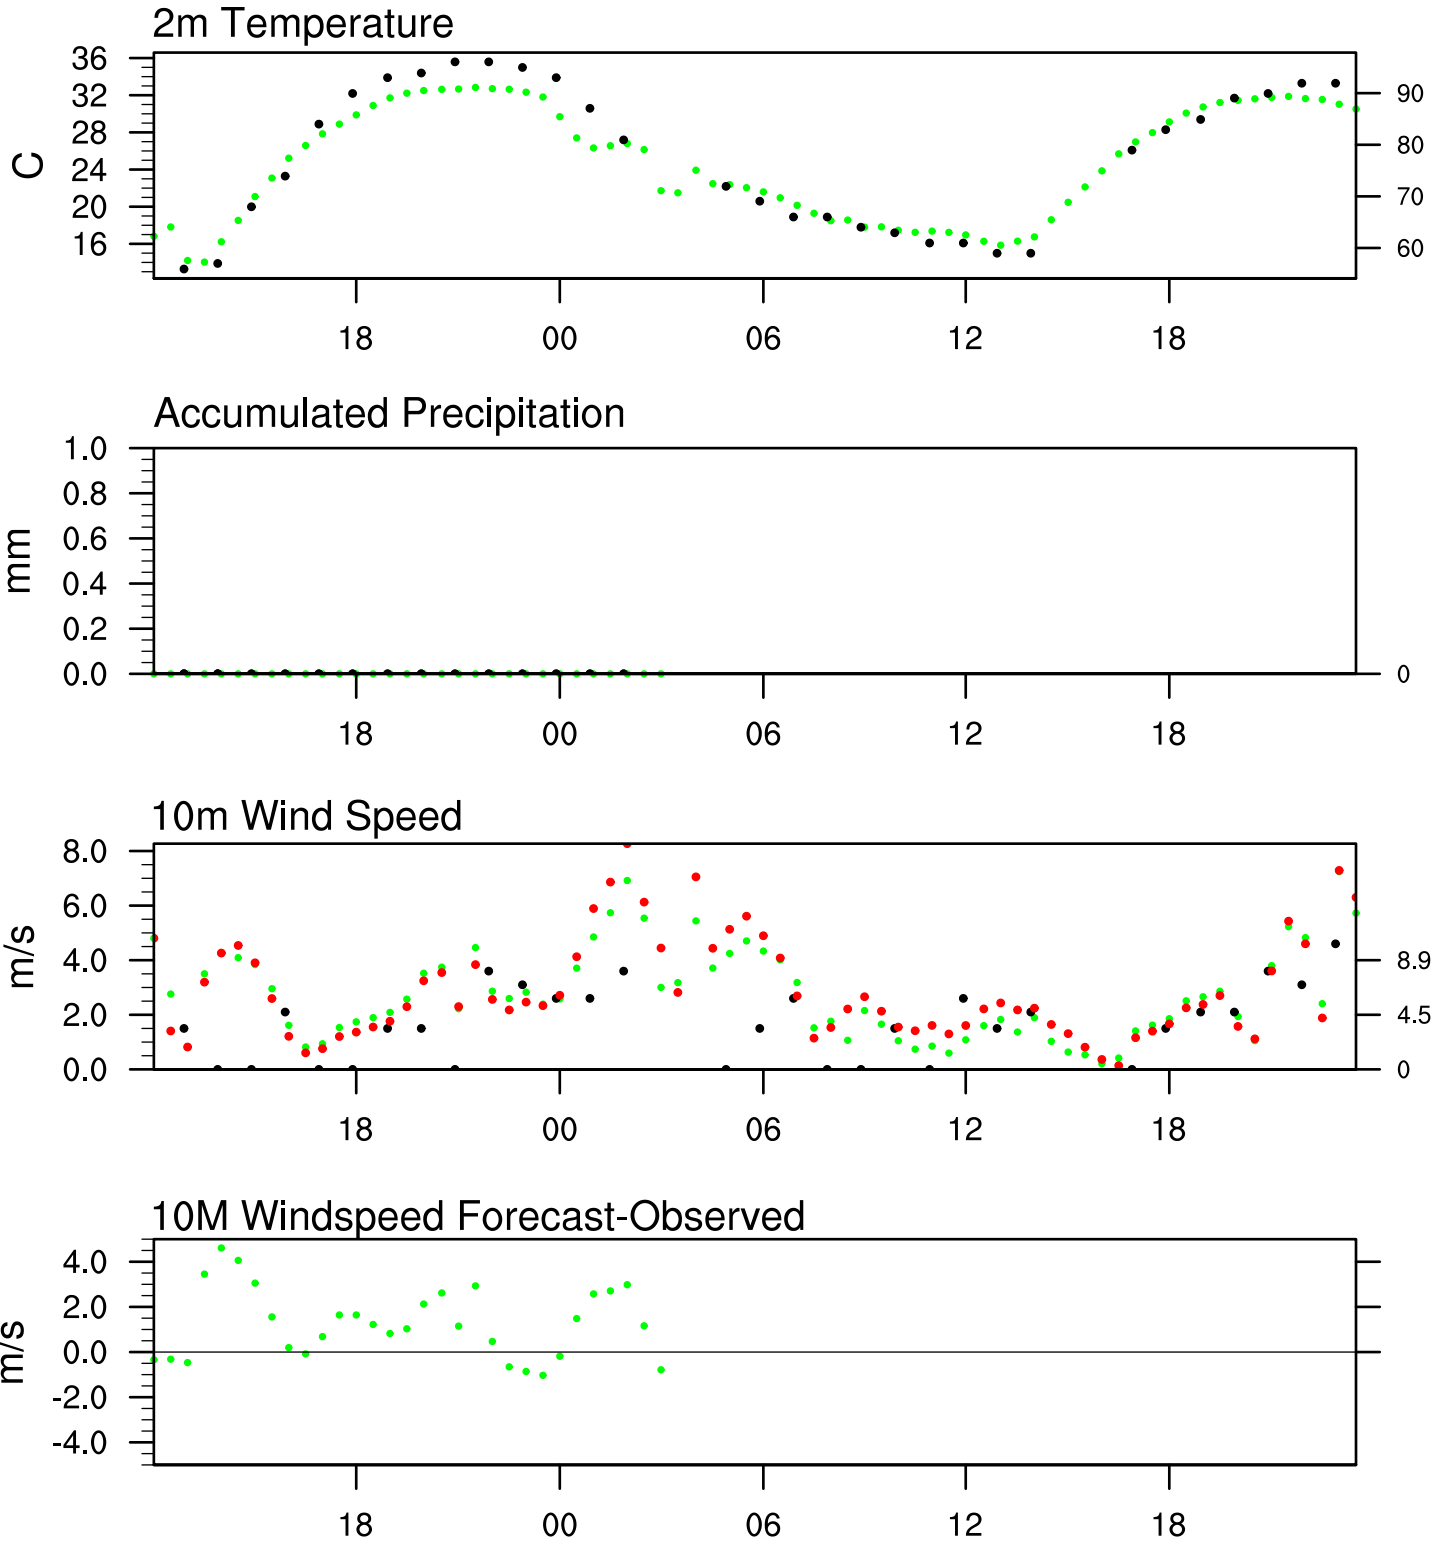 2m Temperature
36
32
28
24
20
16
C
90
80
70
60
18 00 06 12 18
Accumulated Precipitation
1.0
0.8
0.6
0.4
0.2
0.0
mm
0
18 00 06 12 18
10m Wind Speed
8.0
6.0
4.0
2.0
0.0
m/s
8.9
4.5
0
18 00 06 12 18
10M Windspeed Forecast-Observed
4.0
2.0
0.0
-2.0
-4.0
m/s
18 00 06 12 18